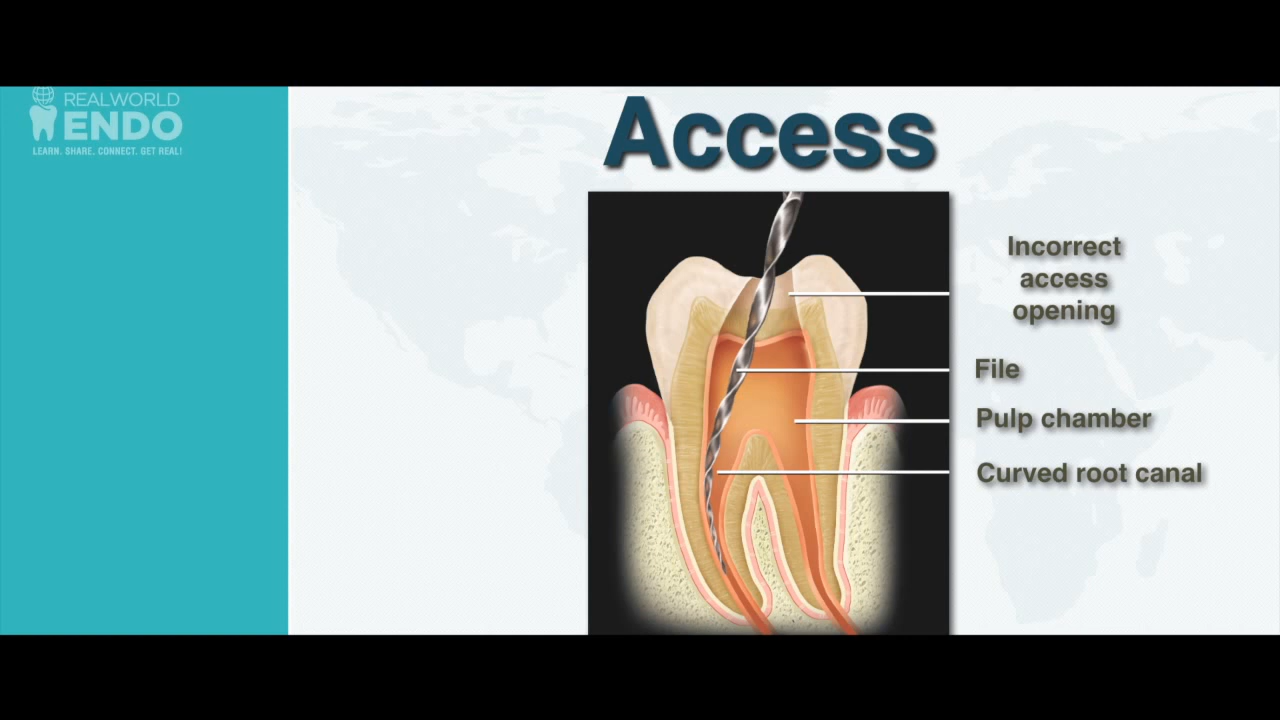 REALWORLD
ENDO
LEARN. SHARE. CONNECT. GET REAL!
Access
Incorrect
access
opening
File
Pulp chamber
Curved root canal